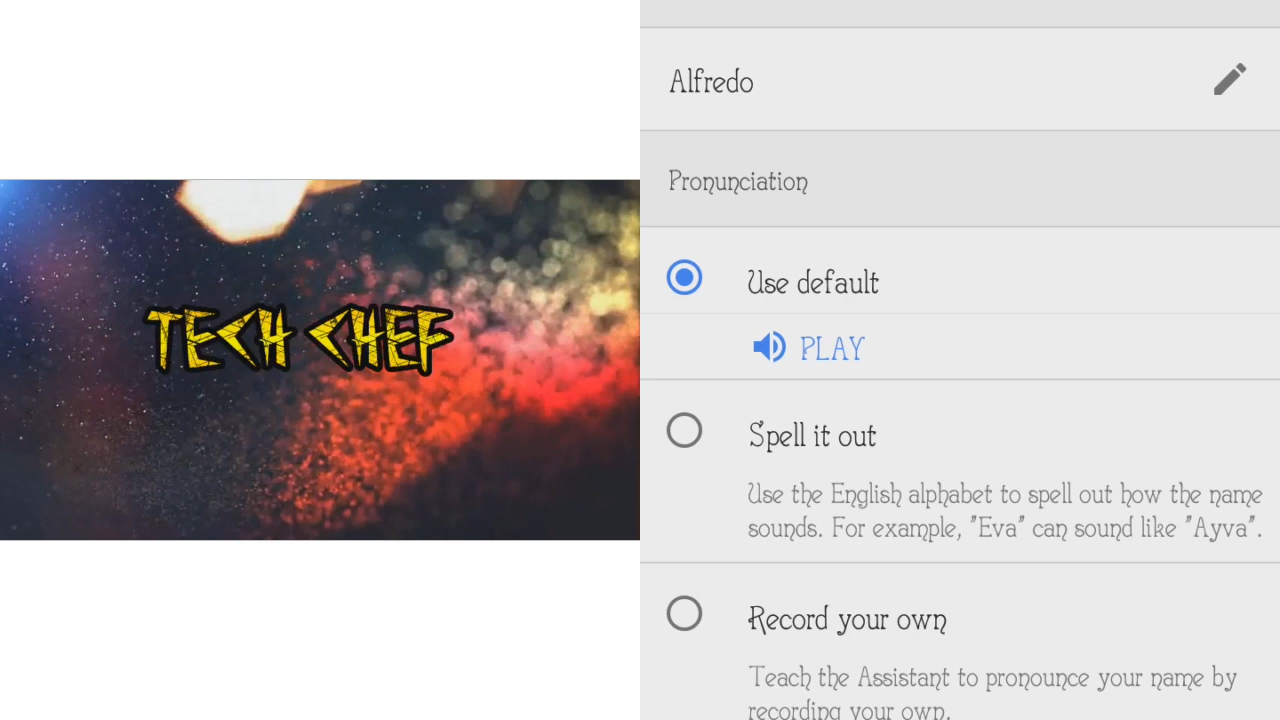 TECH CHEF
Alfredo
Pronunciation
Use default
PLAY
Spell it out
Use the English alphabet to spell out how the name
sounds. For example, "Eva" can sound like "Ayva".
Record your own
Teach the Assistant to pronounce your name by
recording your own.